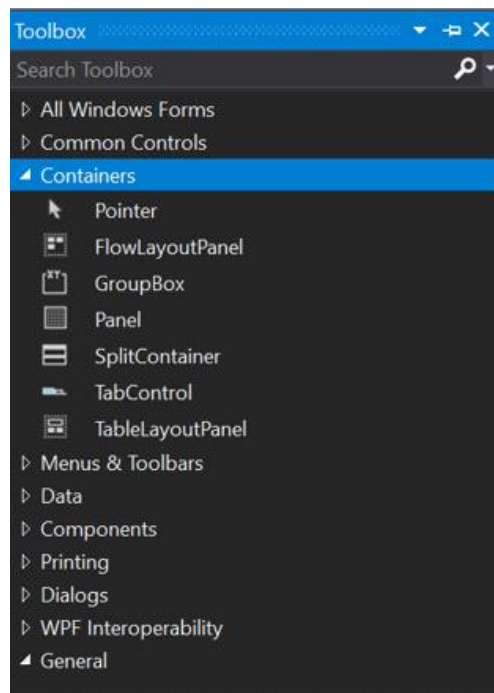 Toolbox
Search Toolbox
All Windows Forms
Common Controls
Containers
Pointer
FlowLayoutPanel
GroupBox
Panel
SplitContainer
TabControl
TableLayoutPanel
Menus & Toolbars
Data
Components
Printing
Dialogs
WPF Interoperability
General